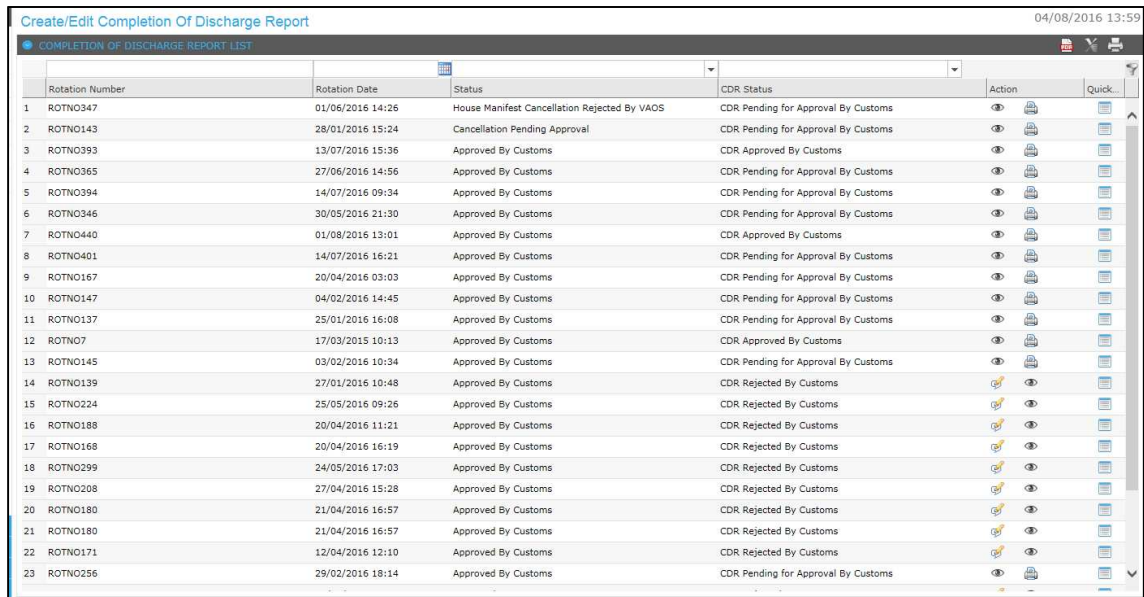 Create/Edit Completion Of Discharge Report 04/08/2016 13:59
COMPLETION OF DISCHARGE REPORT LIST
Rotation Number Rotation Date Status CDR Status Action Quick...
1 ROTNO347 01/06/2016 14:26 House Manifest Cancellation Rejected By VAOS CDR Pending for Approval By Customs
2 ROTNO143 28/01/2016 15:24 Cancellation Pending Approval CDR Pending for Approval By Customs
3 ROTNO393 13/07/2016 15:36 Approved By Customs CDR Approved By Customs
4 ROTNO365 27/06/2016 14:56 Approved By Customs CDR Pending for Approval By Customs
5 ROTNO394 14/07/2016 09:34 Approved By Customs CDR Pending for Approval By Customs
6 ROTNO346 30/05/2016 21:30 Approved By Customs CDR Pending for Approval By Customs
7 ROTNO440 01/08/2016 13:01 Approved By Customs CDR Approved By Customs
8 ROTNO401 14/07/2016 16:21 Approved By Customs CDR Pending for Approval By Customs
9 ROTNO167 20/04/2016 03:03 Approved By Customs CDR Pending for Approval By Customs
10 ROTNO147 04/02/2016 14:45 Approved By Customs CDR Pending for Approval By Customs
11 ROTNO137 25/01/2016 16:08 Approved By Customs CDR Pending for Approval By Customs
12 ROTNO7 17/03/2015 10:13 Approved By Customs CDR Approved By Customs
13 ROTNO145 03/02/2016 10:34 Approved By Customs CDR Pending for Approval By Customs
14 ROTNO139 27/01/2016 10:48 Approved By Customs CDR Rejected By Customs
15 ROTNO224 25/05/2016 09:26 Approved By Customs CDR Rejected By Customs
16 ROTNO188 20/04/2016 11:21 Approved By Customs CDR Rejected By Customs
17 ROTNO168 20/04/2016 16:19 Approved By Customs CDR Rejected By Customs
18 ROTNO299 24/05/2016 17:03 Approved By Customs CDR Rejected By Customs
19 ROTNO208 27/04/2016 15:28 Approved By Customs CDR Rejected By Customs
20 ROTNO180 21/04/2016 16:57 Approved By Customs CDR Rejected By Customs
21 ROTNO180 21/04/2016 16:57 Approved By Customs CDR Rejected By Customs
22 ROTNO171 12/04/2016 12:10 Approved By Customs CDR Rejected By Customs
23 ROTNO256 29/02/2016 18:14 Approved By Customs CDR Pending for Approval By Customs